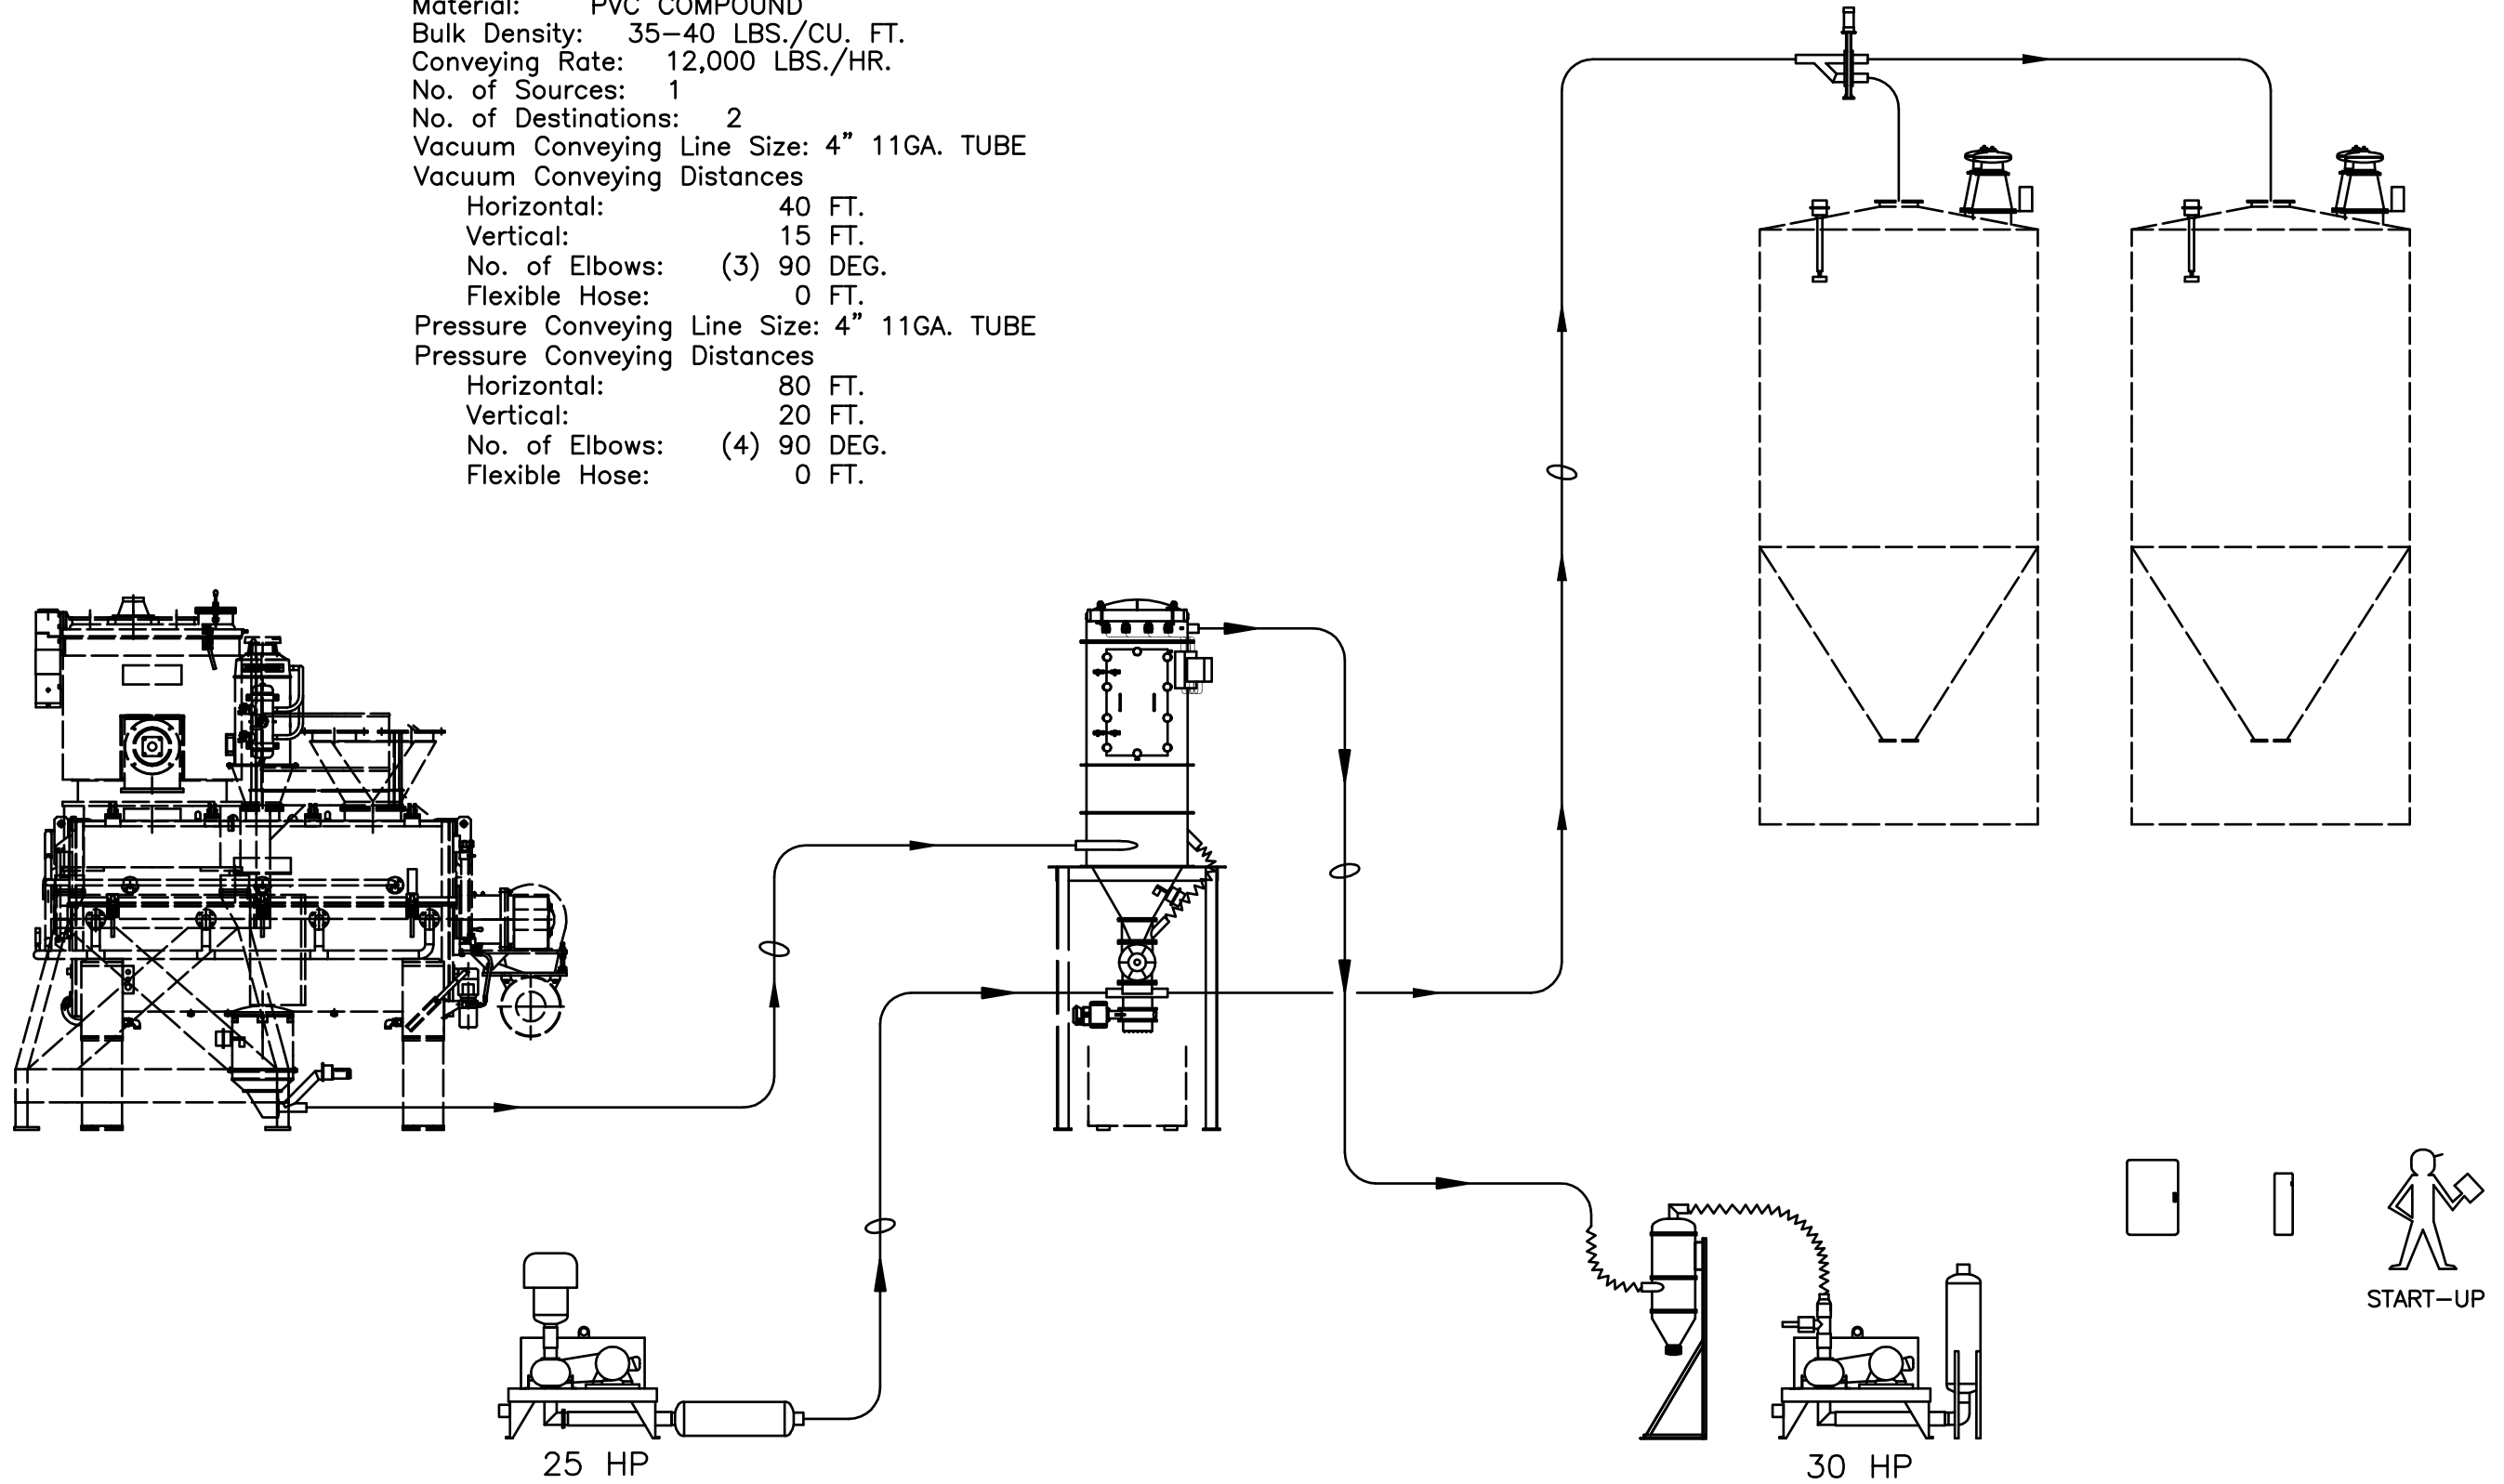 Material: PVC COMPOUND
Bulk Density: 35-40 LBS./CU. FT.
Conveying Rate: 12,000 LBS./HR.
No. of Sources: 1
No. of Destinations: 2
Vacuum Conveying Line Size: 4" 11GA. TUBE
Vacuum Conveying Distances
Horizontal: 40 FT.
Vertical: 15 FT.
No. of Elbows: (3) 90 DEG.
Flexible Hose: 0 FT.
Pressure Conveying Line Size: 4" 11GA. TUBE
Pressure Conveying Distances
Horizontal: 80 FT.
Vertical: 20 FT.
No. of Elbows: (4) 90 DEG.
Flexible Hose: 0 FT.
START-UP
25 HP
30 HP